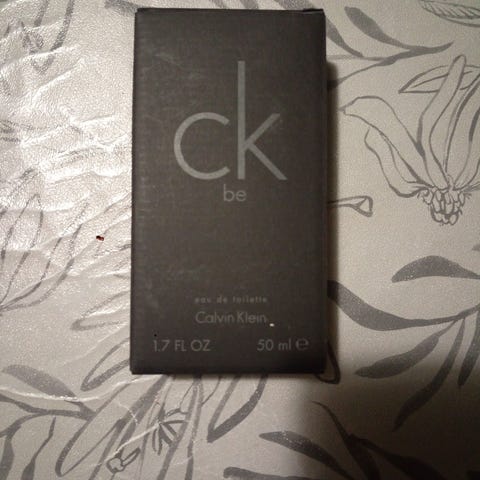 ck
be
eau de toilette
Calvin Klein
1.7 FL OZ 50 ml ℮